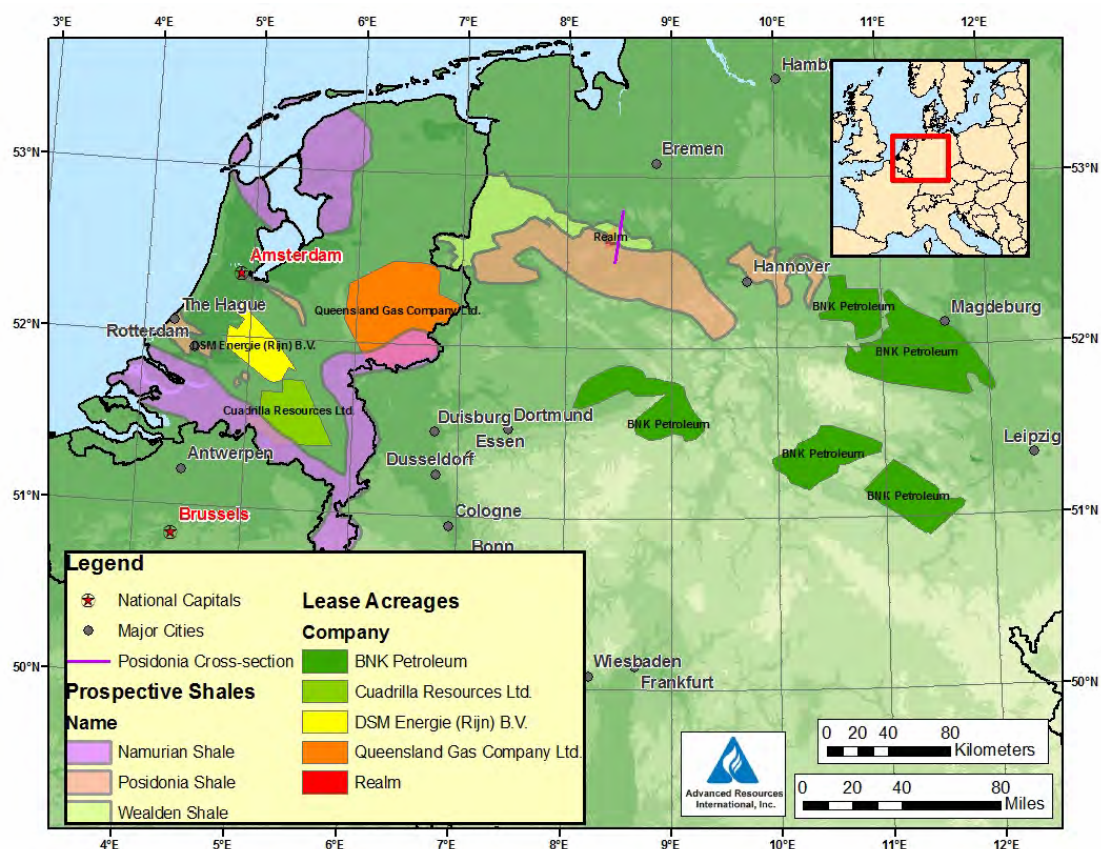 3°E 4°E 5°E 6°E 7°E 8°E 9°E 10°E 11°E 12°E
Hambu
53°N
53°N
Bremen
Realm
Amsterdam
Hannover
The Hague
Queensland Gas Company Ltd.
BNK Petroleum
Magdeburg
52°N
52°N
Rotterdam
DSM Energie (Rijn) B.V.
BNK Petroleum
Cuadrilla Resources Ltd.
Duisburg
Dortmund
BNK Petroleum
Essen
Leipzig
Antwerpen
Dusseldorf
BNK Petroleum
BNK Petroleum
51°N
51°N
Brussels
Cologne
Bonn
Legend
National Capitals
Major Cities
Posidonia Cross-section
Prospective Shales
Name
Namurian Shale
Posidonia Shale
Wealden Shale
Lease Acreages
Company
BNK Petroleum
Cuadrilla Resources Ltd.
DSM Energie (Rijn) B.V.
Queensland Gas Company Ltd.
Realm
50°N
50°N
Wiesbaden
Frankfurt
Advanced Resources
International, Inc.
0 20 40 80
Kilometers
0 20 40 80
Miles
4°E 5°E 6°E 7°E 8°E 9°E 10°E 11°E 12°E